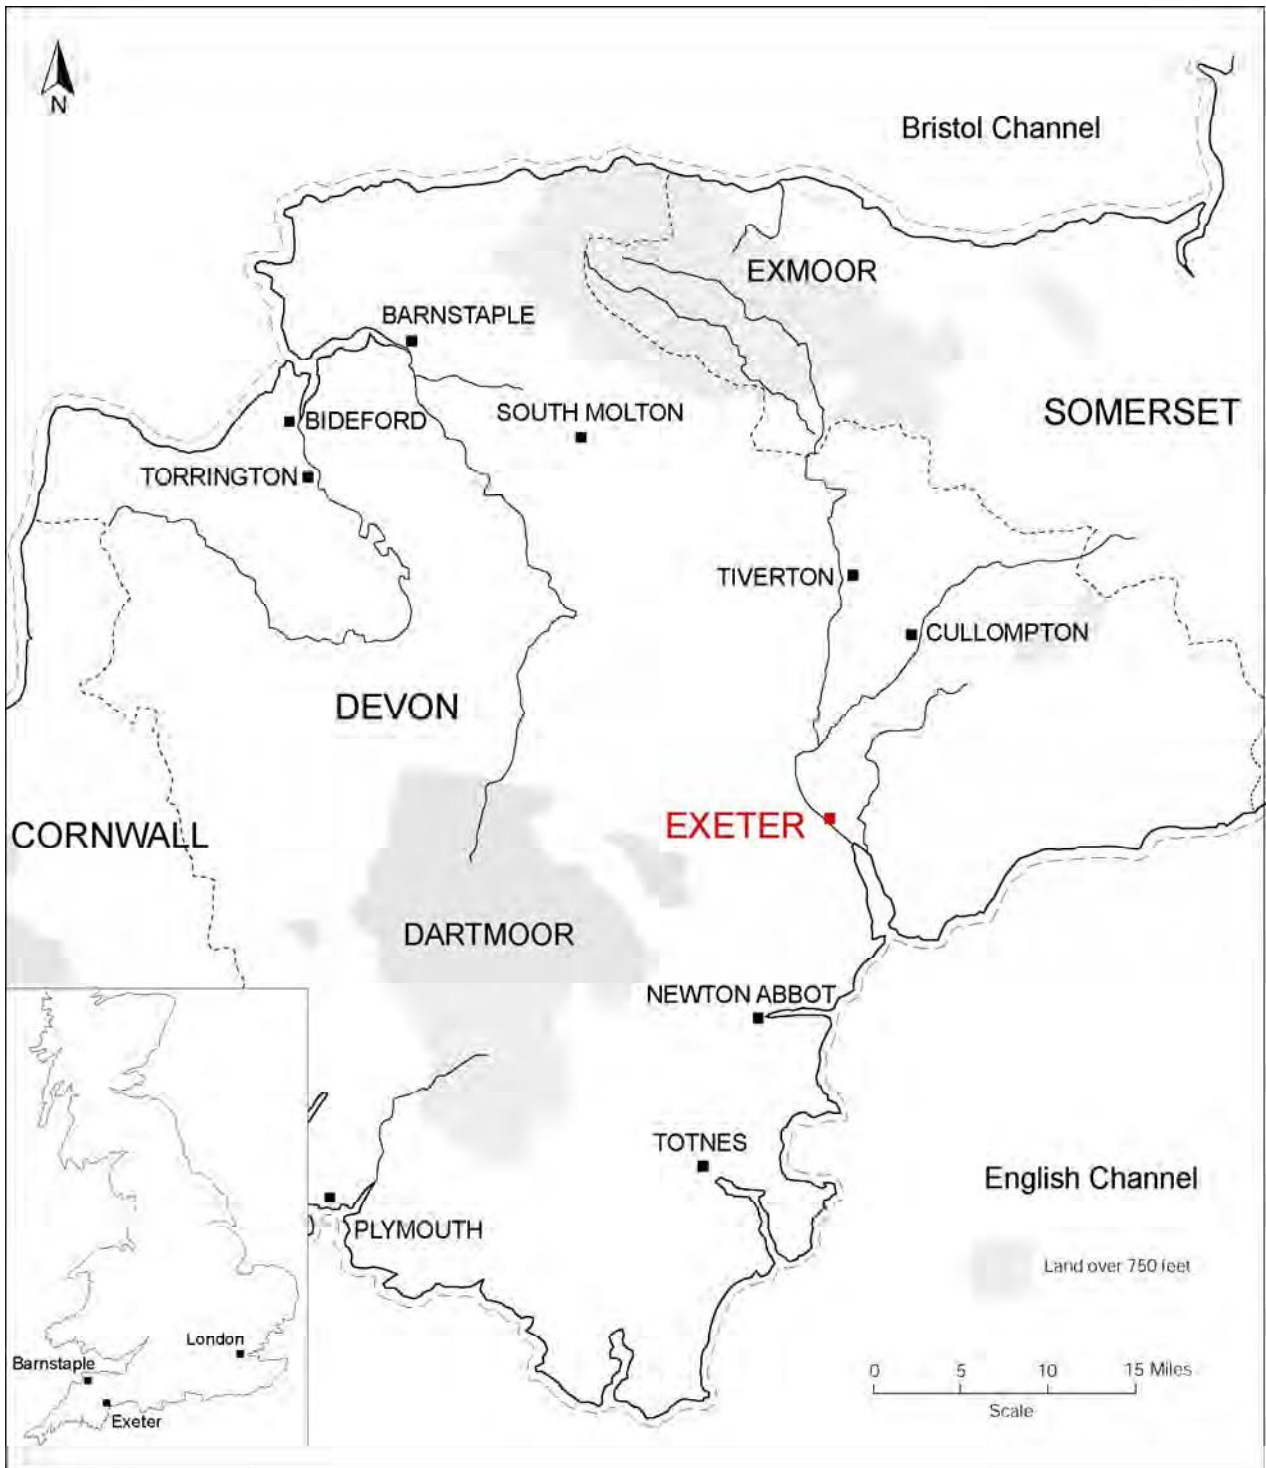 Bristol Channel
N
EXMOOR
BARNSTAPLE
SOUTH MOLTON
SOMERSET
BIDEFORD
TORRINGTON
TIVERTON
CULLOMPTON
DEVON
EXETER
CORNWALL
DARTMOOR
NEWTON ABBOT
TOTNES
English Channel
PLYMOUTH
Land over 750 feet
London
Barnstaple
Exeter
0 5 10 15 Miles
Scale